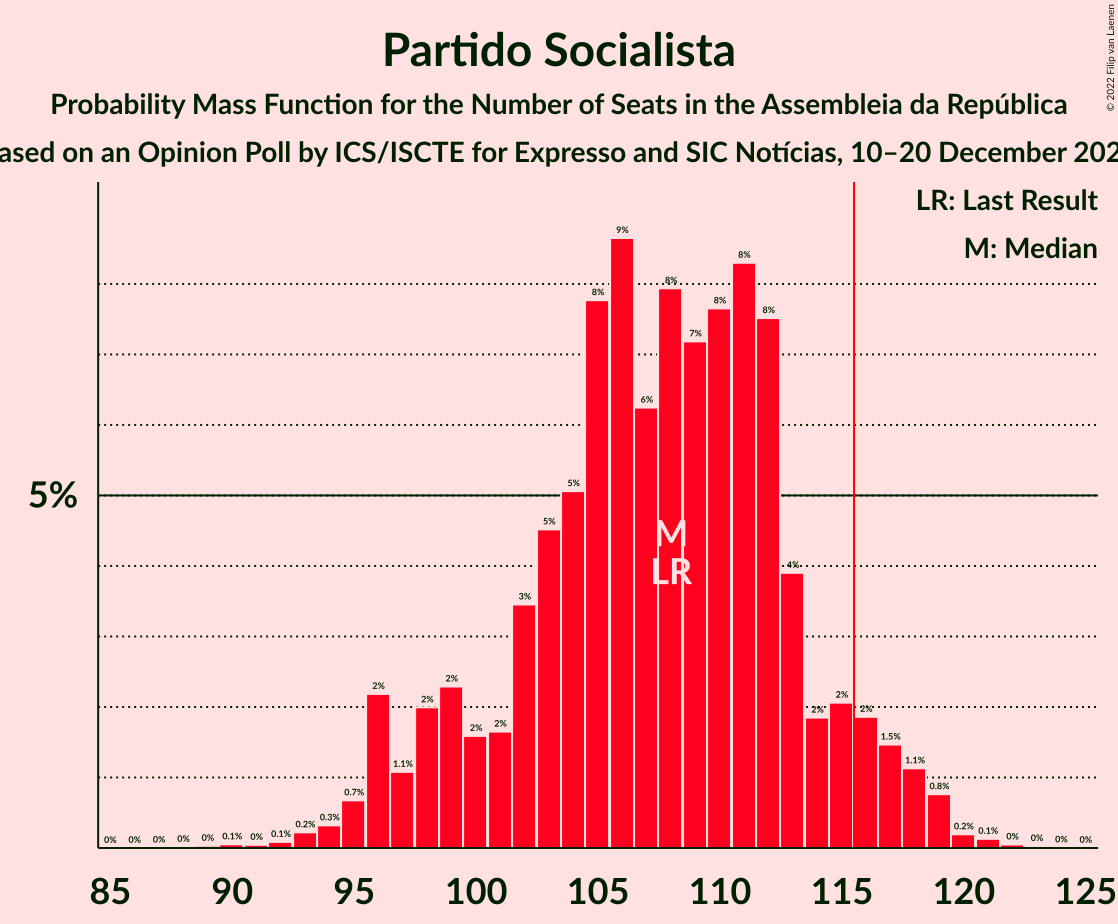 Partido Socialista
Probability Mass Function for the Number of Seats in the Assembleia da República
ased on an Opinion Poll by ICS/ISCTE for Expresso and SIC Notícias, 10–20 December 202
© 2022 Filip van Laenen
LR: Last Result
M: Median
5%
0% 0% 0% 0% 0% 0.1% 0% 0.1% 0.2% 0.3% 0.7% 2% 1.1% 2% 2% 2% 2% 3% 5% 5% 8% 9% 6% 8% 7% 8% 8% 8% 4% 2% 2% 2% 1.5% 1.1% 0.8% 0.2% 0.1% 0% 0% 0% 0%
M
LR
85 90 95 100 105 110 115 120 125